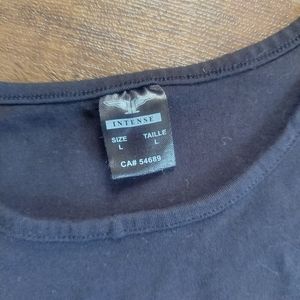 INTENSE
SIZE TAILLE
L L
CA# 54689